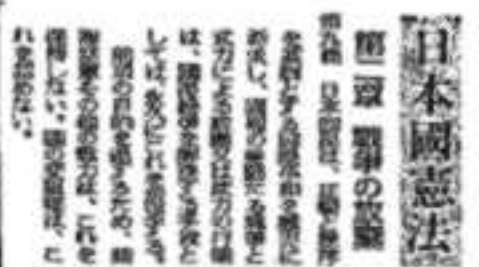 日本國憲法
第二章　戰爭の放棄
第九條　日本國民は、正義と秩序
を基調とする國際平和を誠實に
希求し、國權の發動たる戰爭と
武力による威嚇又は武力の行使
は、國際紛爭を解決する手段と
しては、永久にこれを放棄する。
前項の目的を達するため、陸
海空軍その他の戰力は、これを
保持しない。國の交戰權は、こ
れを認めない。